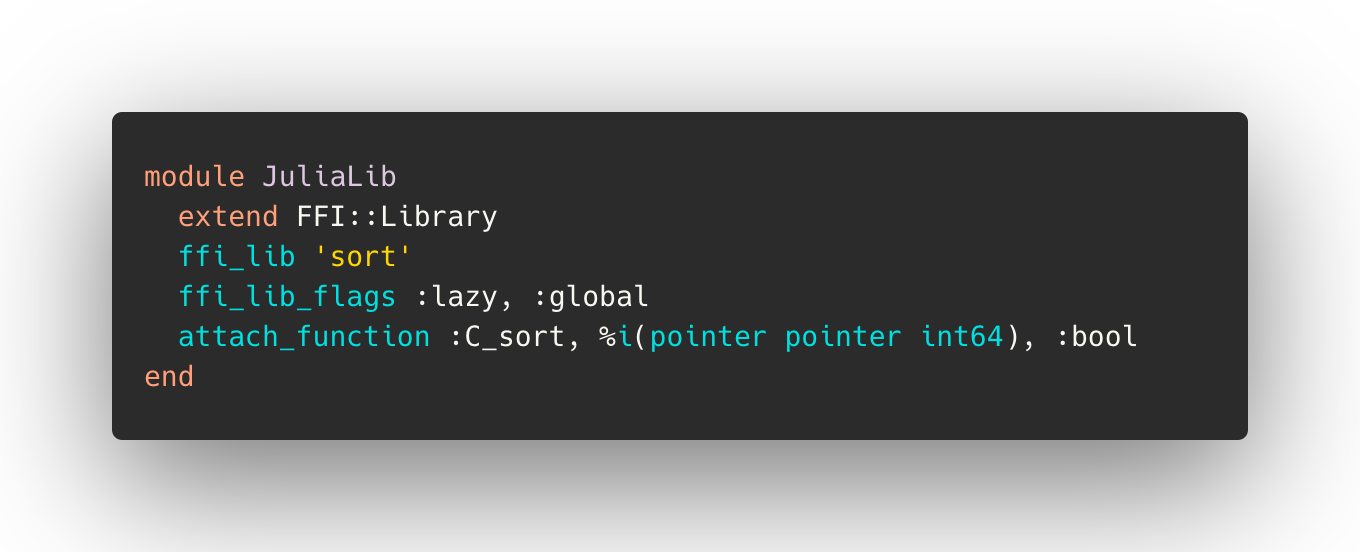 module JuliaLib
  extend FFI::Library
  ffi_lib 'sort'
  ffi_lib_flags :lazy, :global
  attach_function :C_sort, %i(pointer pointer int64), :bool
end